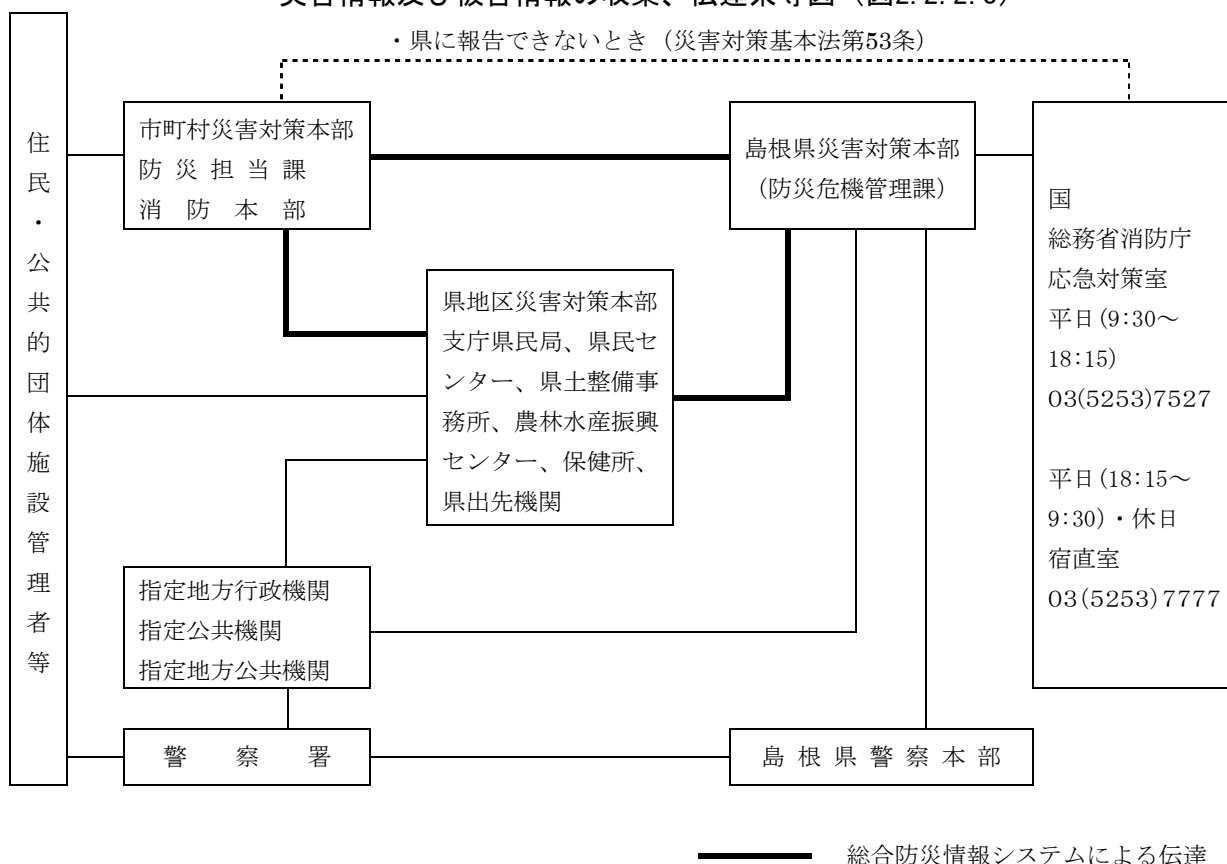 災害情報及び被害情報の収集、伝達系等図（図2.2.2.3）
・県に報告できないとき（災害対策基本法第53条）
住民・公共的団体施設管理者等
市町村災害対策本部
防災担当課
消防本部
島根県災害対策本部
（防災危機管理課）
国
総務省消防庁
応急対策室
平日(9:30～
18:15)
03(5253)7527
平日(18:15～
9:30)・休日
宿直室
03(5253)7777
県地区災害対策本部
支庁県民局、県民セ
ンター、県土整備事
務所、農林水産振興
センター、保健所、
県出先機関
指定地方行政機関
指定公共機関
指定地方公共機関
警察署
島根県警察本部
総合防災情報システムによる伝達